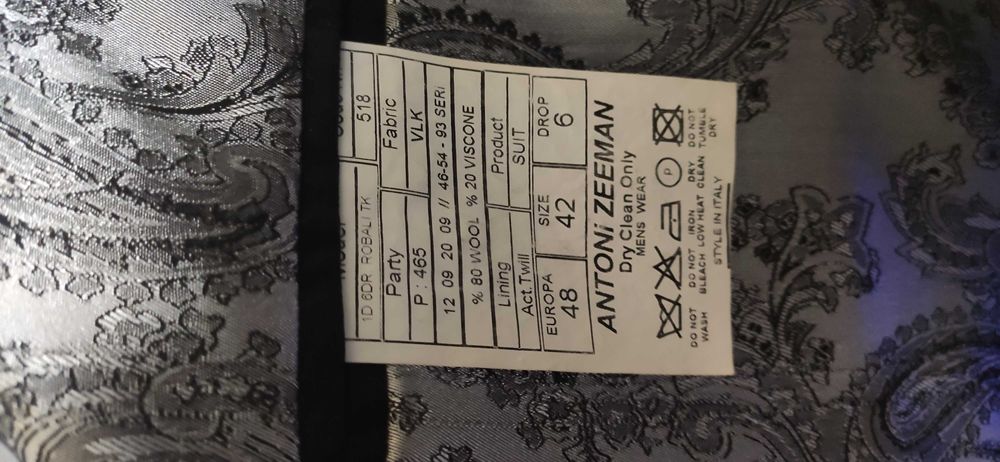 1D 6DR ROBALI TK 518
Party Fabric
P : 465 VLK
12 09 20 09 // 46-54 - 93 SERi
% 80 WOOL % 20 VISCONE
Lining Product
Act.Twill SUIT
EUROPA SIZE DROP
48 42 6
ANTONi ZEEMAN
Dry Clean Only
MENS WEAR
P
DO NOT DO NOT IRON DRY DO NOT
WASH BLEACH LOW HEAT CLEAN TUMBLE
DRY
STYLE IN ITALY